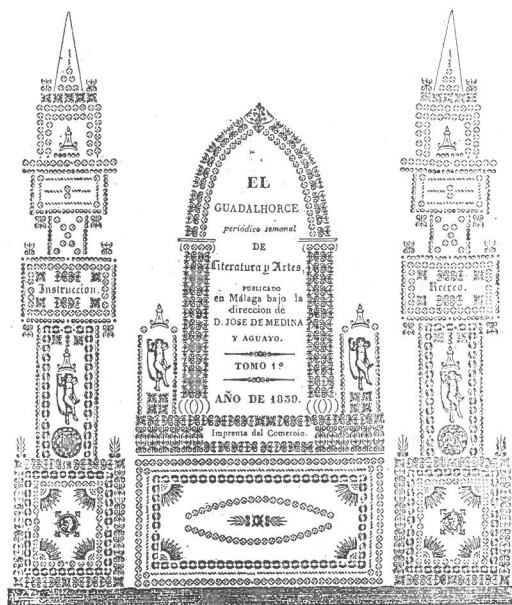 EL
GUADALHORCE
periódico semanal
DE
Literatura y Artes,
PUBLICADO
en Málaga bajo la
direccion de
D. JOSE DE MEDINA
Y AGUAYO.
TOMO 1.º
AÑO DE 1839.
Imprenta del Comercio.
Instruccion.
Recreo.